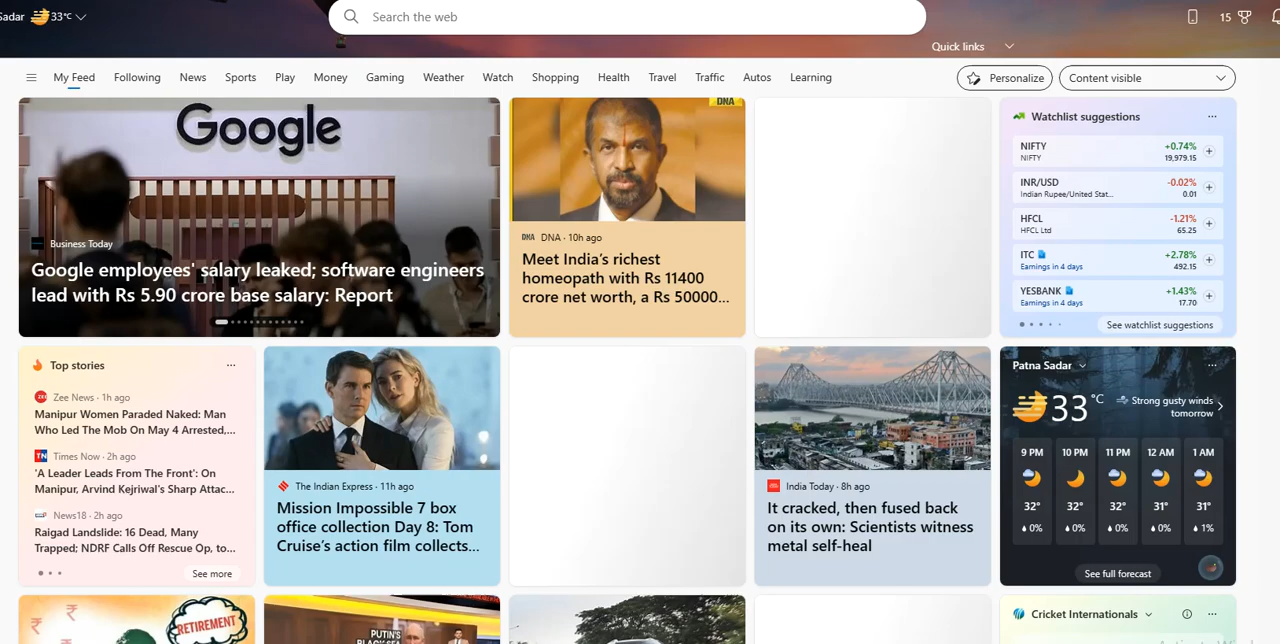 Sadar 33°C
Search the web
15
Quick links
My Feed Following News Sports Play Money Gaming Weather Watch Shopping Health Travel Traffic Autos Learning
Personalize
Content visible
Google
Business Today
Google employees' salary leaked; software engineers
lead with Rs 5.90 crore base salary: Report
DNA
DNA DNA · 10h ago
Meet India's richest
homeopath with Rs 11400
crore net worth, a Rs 50000...
Watchlist suggestions
NIFTY +0.74%
NIFTY 19,979.15
INR/USD -0.02%
Indian Rupee/United Stat... 0.01
HFCL -1.21%
HFCL Ltd 65.25
ITC +2.78%
Earnings in 4 days 492.15
YESBANK +1.43%
Earnings in 4 days 17.70
See watchlist suggestions
Top stories
Zee News · 1h ago
Manipur Women Paraded Naked: Man
Who Led The Mob On May 4 Arrested,...
TN Times Now · 2h ago
'A Leader Leads From The Front': On
Manipur, Arvind Kejriwal's Sharp Attac...
News18 · 2h ago
Raigad Landslide: 16 Dead, Many
Trapped; NDRF Calls Off Rescue Op, to...
See more
The Indian Express · 11h ago
Mission Impossible 7 box
office collection Day 8: Tom
Cruise's action film collects...
India Today · 8h ago
It cracked, then fused back
on its own: Scientists witness
metal self-heal
Patna Sadar
33 °C
Strong gusty winds
tomorrow
9 PM 10 PM 11 PM 12 AM 1 AM
32° 32° 32° 31° 31°
0% 0% 0% 0% 1%
See full forecast
RETIREMENT
PUTIN'S
BLACK SEA
Cricket Internationals